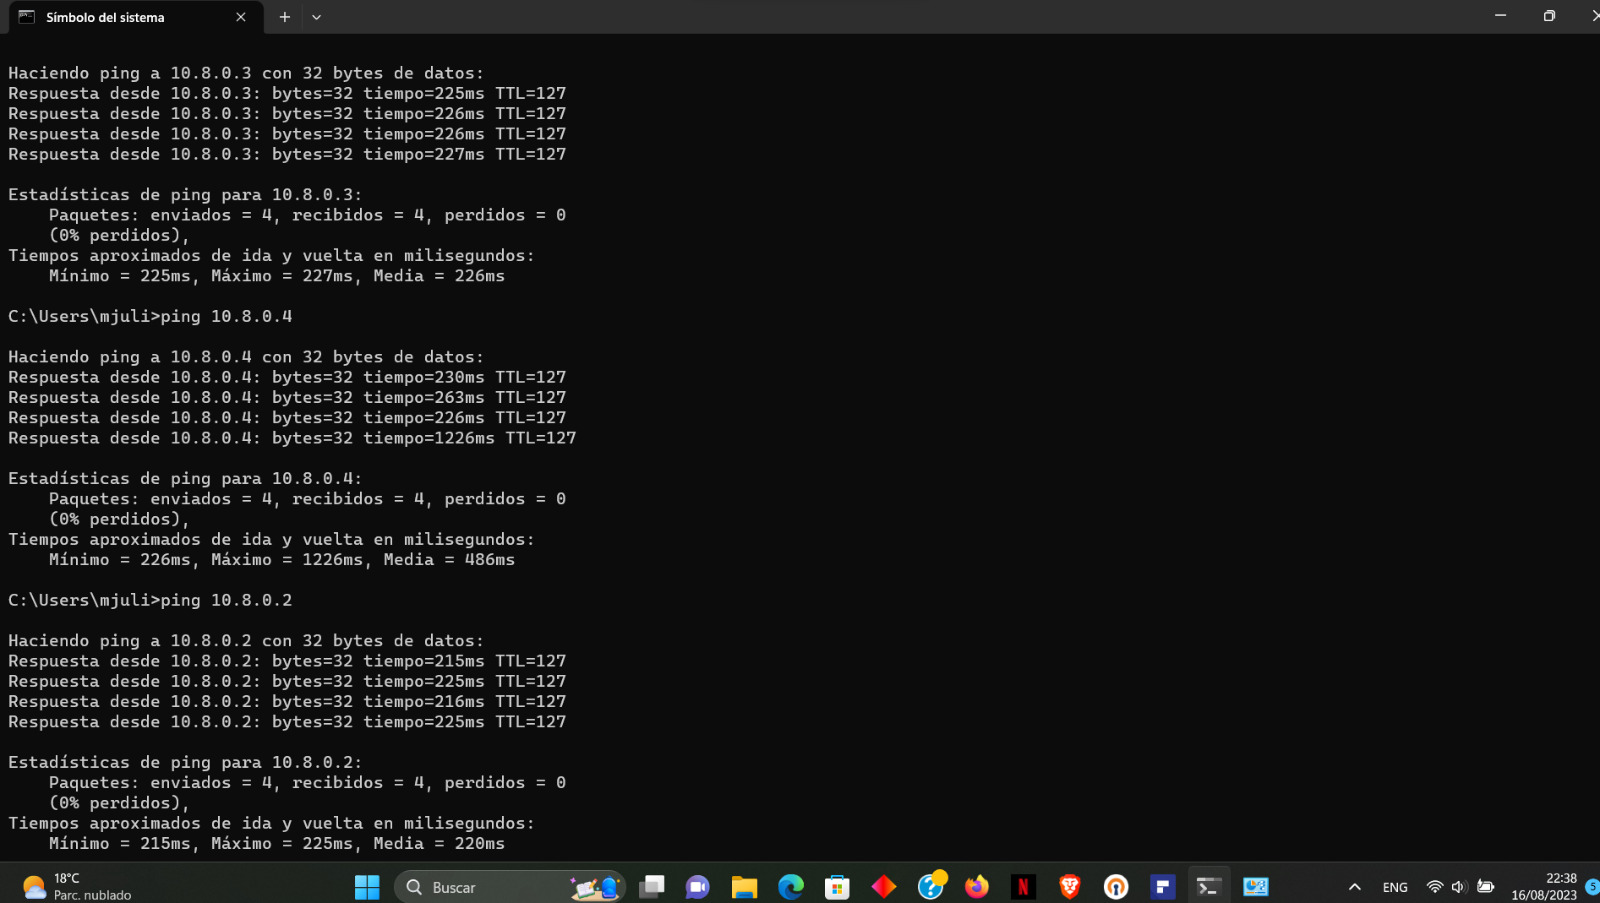 Símbolo del sistema
Haciendo ping a 10.8.0.3 con 32 bytes de datos:
Respuesta desde 10.8.0.3: bytes=32 tiempo=225ms TTL=127
Respuesta desde 10.8.0.3: bytes=32 tiempo=226ms TTL=127
Respuesta desde 10.8.0.3: bytes=32 tiempo=226ms TTL=127
Respuesta desde 10.8.0.3: bytes=32 tiempo=227ms TTL=127
Estadísticas de ping para 10.8.0.3:
Paquetes: enviados = 4, recibidos = 4, perdidos = 0
(0% perdidos),
Tiempos aproximados de ida y vuelta en milisegundos:
Mínimo = 225ms, Máximo = 227ms, Media = 226ms
C:\Users\mjuli>ping 10.8.0.4
Haciendo ping a 10.8.0.4 con 32 bytes de datos:
Respuesta desde 10.8.0.4: bytes=32 tiempo=230ms TTL=127
Respuesta desde 10.8.0.4: bytes=32 tiempo=263ms TTL=127
Respuesta desde 10.8.0.4: bytes=32 tiempo=226ms TTL=127
Respuesta desde 10.8.0.4: bytes=32 tiempo=1226ms TTL=127
Estadísticas de ping para 10.8.0.4:
Paquetes: enviados = 4, recibidos = 4, perdidos = 0
(0% perdidos),
Tiempos aproximados de ida y vuelta en milisegundos:
Mínimo = 226ms, Máximo = 1226ms, Media = 486ms
C:\Users\mjuli>ping 10.8.0.2
Haciendo ping a 10.8.0.2 con 32 bytes de datos:
Respuesta desde 10.8.0.2: bytes=32 tiempo=215ms TTL=127
Respuesta desde 10.8.0.2: bytes=32 tiempo=225ms TTL=127
Respuesta desde 10.8.0.2: bytes=32 tiempo=216ms TTL=127
Respuesta desde 10.8.0.2: bytes=32 tiempo=225ms TTL=127
Estadísticas de ping para 10.8.0.2:
Paquetes: enviados = 4, recibidos = 4, perdidos = 0
(0% perdidos),
Tiempos aproximados de ida y vuelta en milisegundos:
Mínimo = 215ms, Máximo = 225ms, Media = 220ms
18°C
Parc. nublado
Buscar
ENG
22:38
16/08/2023
5